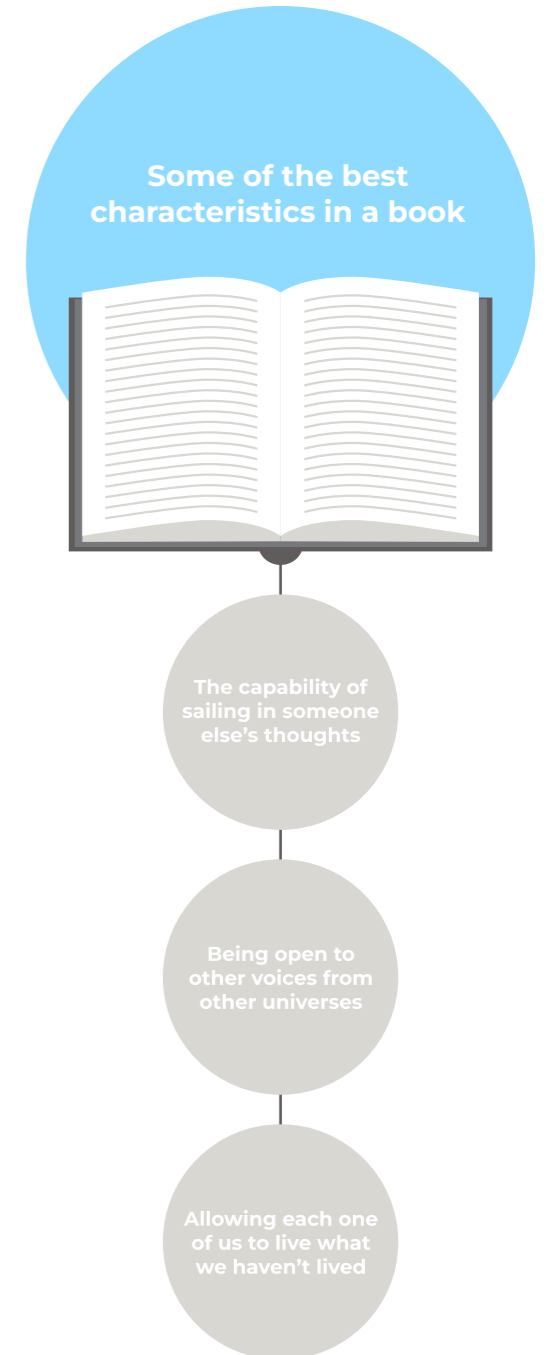 Some of the best
characteristics in a book
The capability of
sailing in someone
else’s thoughts
Being open to
other voices from
other universes
Allowing each one
of us to live what
we haven’t lived